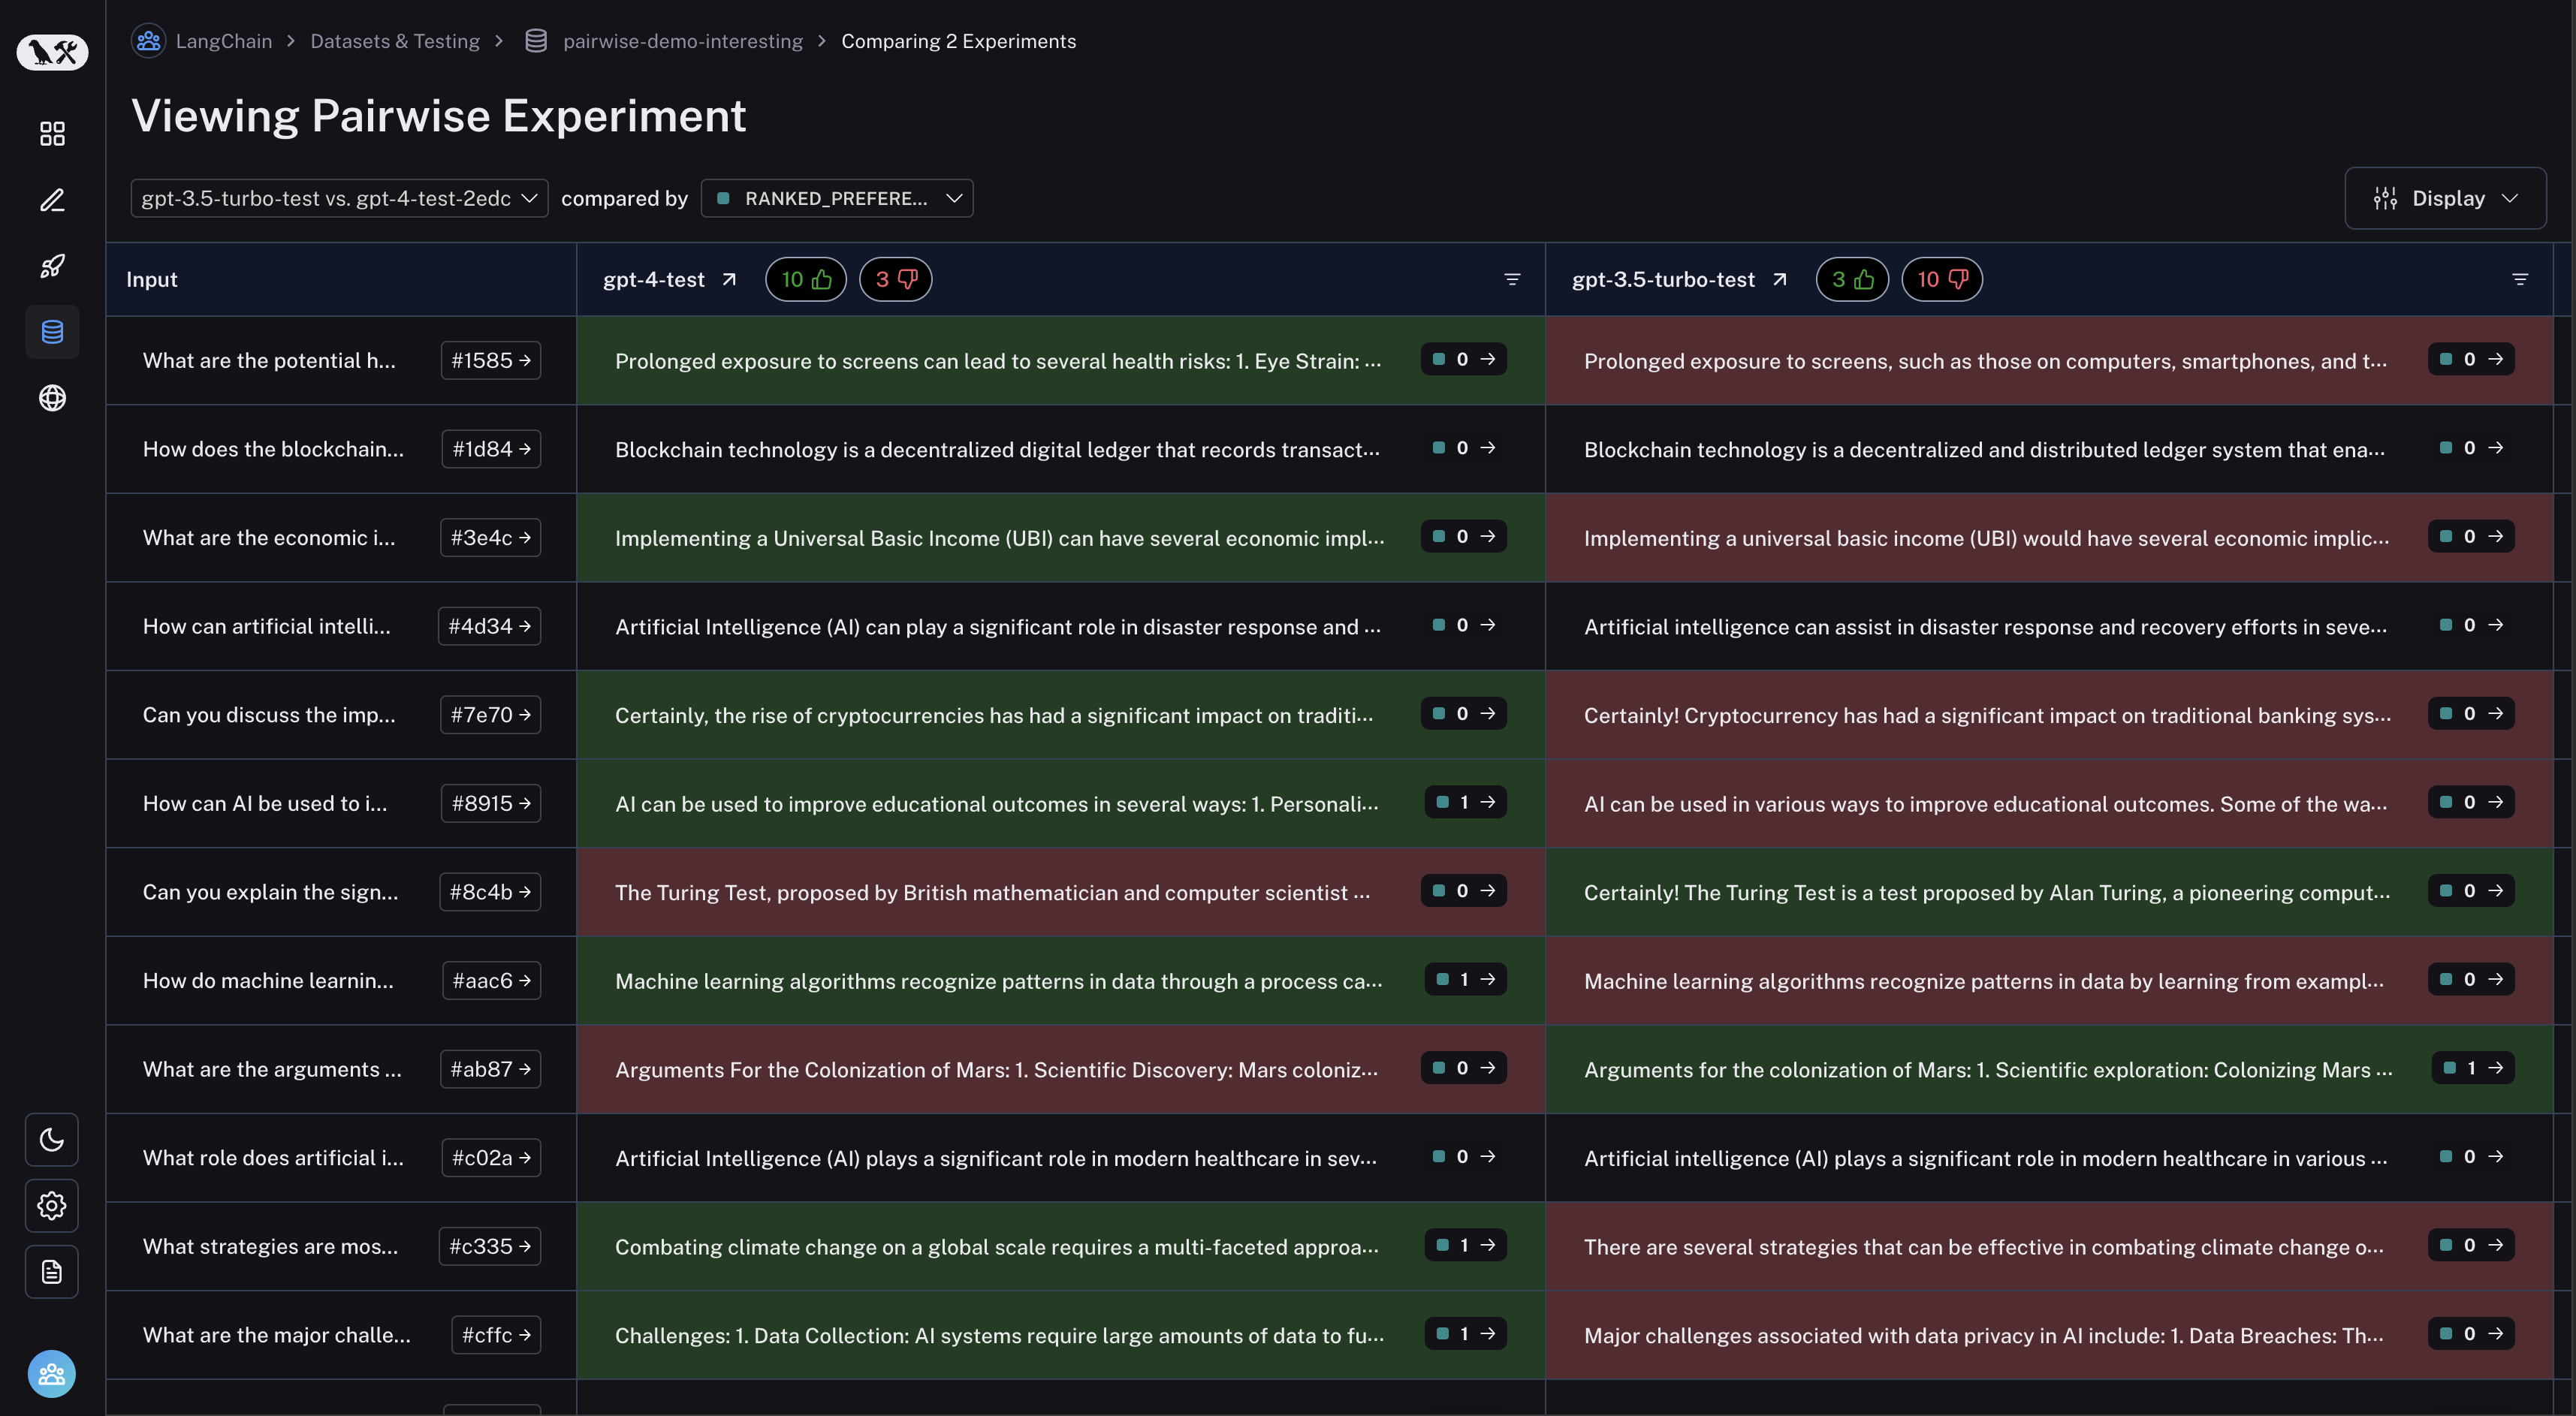 LangChain > Datasets & Testing > pairwise-demo-interesting > Comparing 2 Experiments
Viewing Pairwise Experiment
gpt-3.5-turbo-test vs. gpt-4-test-2edc compared by RANKED_PREFERE... Display
Input gpt-4-test 10 3 gpt-3.5-turbo-test 3 10
What are the potential h... #1585 → Prolonged exposure to screens can lead to several health risks: 1. Eye Strain: ... 0 → Prolonged exposure to screens, such as those on computers, smartphones, and t... 0 →
How does the blockchain... #1d84 → Blockchain technology is a decentralized digital ledger that records transact... 0 → Blockchain technology is a decentralized and distributed ledger system that ena... 0 →
What are the economic i... #3e4c → Implementing a Universal Basic Income (UBI) can have several economic impl... 0 → Implementing a universal basic income (UBI) would have several economic implic... 0 →
How can artificial intelli... #4d34 → Artificial Intelligence (AI) can play a significant role in disaster response and ... 0 → Artificial intelligence can assist in disaster response and recovery efforts in seve... 0 →
Can you discuss the imp... #7e70 → Certainly, the rise of cryptocurrencies has had a significant impact on traditi... 0 → Certainly! Cryptocurrency has had a significant impact on traditional banking sys... 0 →
How can AI be used to i... #8915 → AI can be used to improve educational outcomes in several ways: 1. Personali... 1 → AI can be used in various ways to improve educational outcomes. Some of the wa... 0 →
Can you explain the sign... #8c4b → The Turing Test, proposed by British mathematician and computer scientist ... 0 → Certainly! The Turing Test is a test proposed by Alan Turing, a pioneering comput... 0 →
How do machine learnin... #aac6 → Machine learning algorithms recognize patterns in data through a process ca... 1 → Machine learning algorithms recognize patterns in data by learning from exampl... 0 →
What are the arguments ... #ab87 → Arguments For the Colonization of Mars: 1. Scientific Discovery: Mars coloniz... 0 → Arguments for the colonization of Mars: 1. Scientific exploration: Colonizing Mars ... 1 →
What role does artificial i... #c02a → Artificial Intelligence (AI) plays a significant role in modern healthcare in sev... 0 → Artificial intelligence (AI) plays a significant role in modern healthcare in various ... 0 →
What strategies are mos... #c335 → Combating climate change on a global scale requires a multi-faceted approa... 1 → There are several strategies that can be effective in combating climate change o... 0 →
What are the major challe... #cffc → Challenges: 1. Data Collection: AI systems require large amounts of data to fu... 1 → Major challenges associated with data privacy in AI include: 1. Data Breaches: Th... 0 →